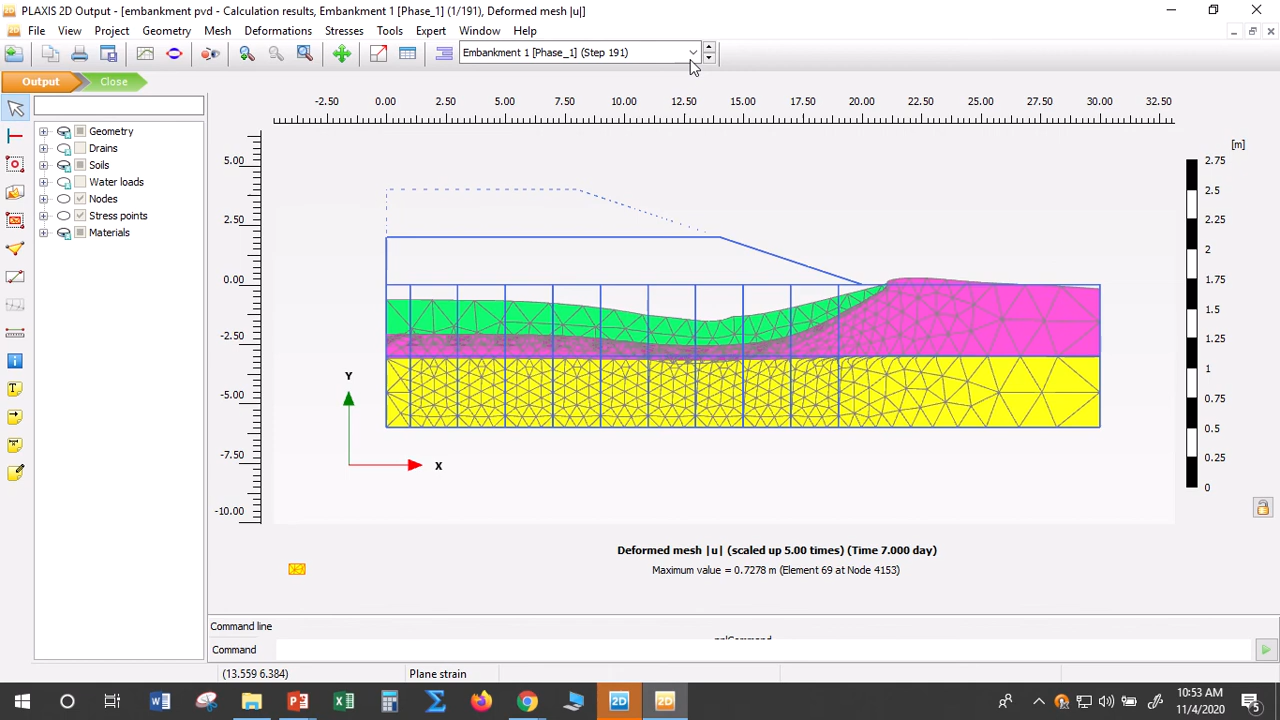 PLAXIS 2D Output - [embankment pvd - Calculation results, Embankment 1 [Phase_1] (1/191), Deformed mesh |u|]
File View Project Geometry Mesh Deformations Stresses Tools Expert Window Help
Embankment 1 [Phase_1] (Step 191)
Output Close
-2.50 0.00 2.50 5.00 7.50 10.00 12.50 15.00 17.50 20.00 22.50 25.00 27.50 30.00 32.50
Geometry
Drains
Soils
Water loads
Nodes
Stress points
Materials
5.00
2.50
0.00
-2.50
-5.00
-7.50
-10.00
Y
X
[m]
2.75
2.5
2.25
2
1.75
1.5
1.25
1
0.75
0.5
0.25
0
Deformed mesh |u| (scaled up 5.00 times) (Time 7.000 day)
Maximum value = 0.7278 m (Element 69 at Node 4153)
Command line
Command
(13.559 6.384)
Plane strain
10:53 AM
11/4/2020
5